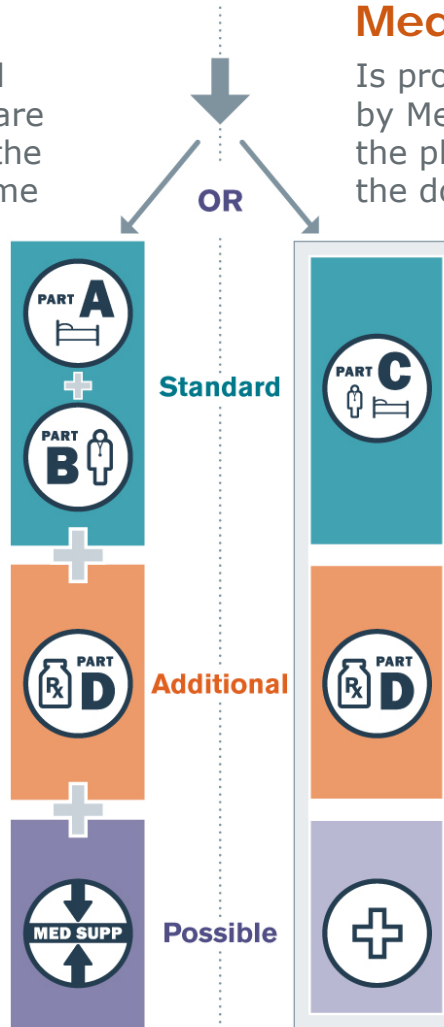 Med
Is pro
are
by Me
the
the pl
me
the do
OR
PART A
+
PART B
Standard
PART C
+
Rx PART D
Additional
Rx PART D
+
MED SUPP
Possible